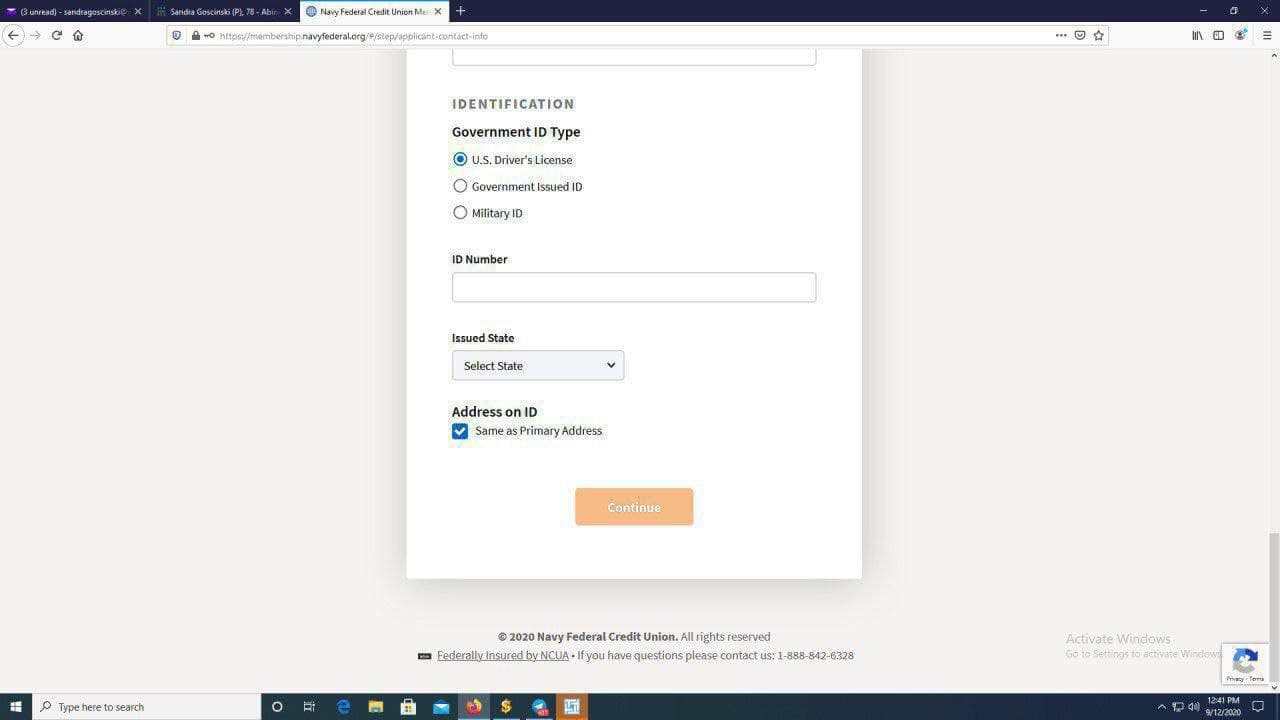 (3 unread) - sandragoscinski@
Sandra Goscinski (P), 78 - Abin
Navy Federal Credit Union Mem
https://membership.navyfederal.org/#/step/applicant-contact-info
IDENTIFICATION
Government ID Type
U.S. Driver's License
Government Issued ID
Military ID
ID Number
Issued State
Select State
Address on ID
Same as Primary Address
Continue
© 2020 Navy Federal Credit Union. All rights reserved
Federally Insured by NCUA • If you have questions please contact us: 1-888-842-6328
Activate Windows
Go to Settings to activate Windows
Privacy - Terms
Type here to search
12:41 PM
9/12/2020